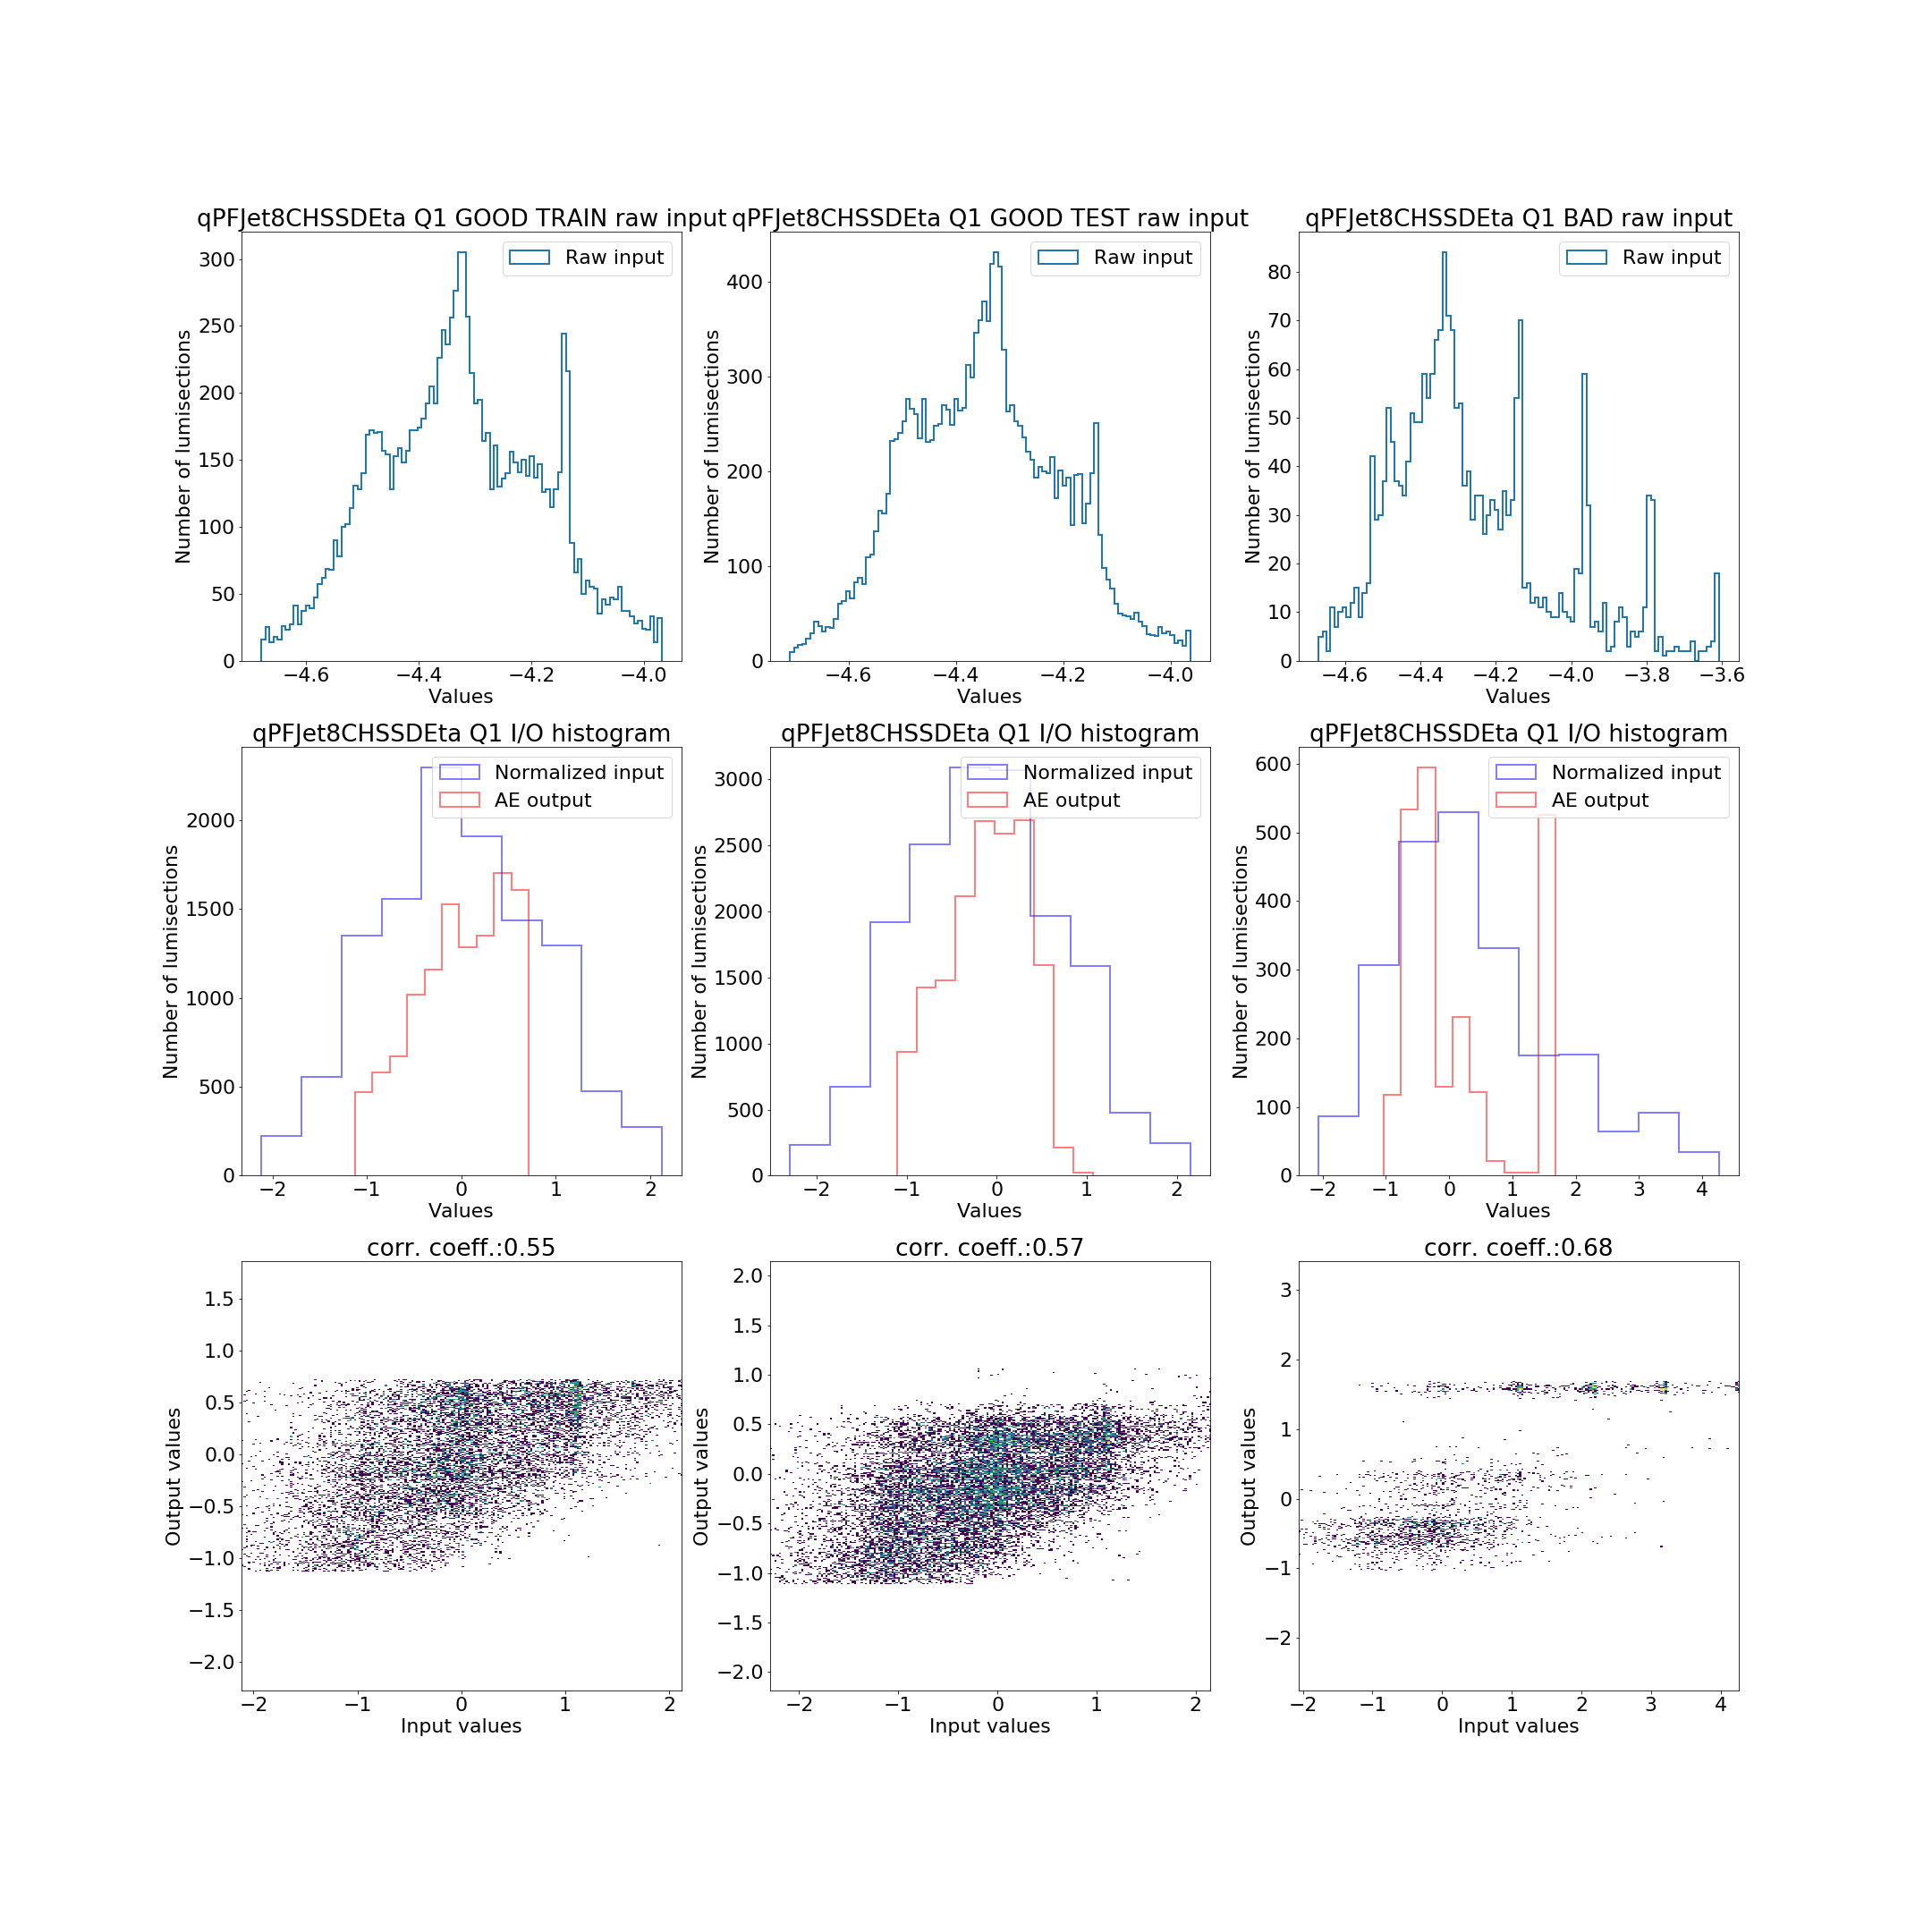 qPFJet8CHSSDEta Q1 GOOD TRAIN raw input
Number of lumisections
300
250
200
150
100
50
0
Raw input
−4.6 −4.4 −4.2 −4.0
Values
qPFJet8CHSSDEta Q1 GOOD TEST raw input
Number of lumisections
400
300
200
100
0
Raw input
−4.6 −4.4 −4.2 −4.0
Values
qPFJet8CHSSDEta Q1 BAD raw input
Number of lumisections
80
70
60
50
40
30
20
10
0
Raw input
−4.6 −4.4 −4.2 −4.0 −3.8 −3.6
Values
qPFJet8CHSSDEta Q1 I/O histogram
Number of lumisections
2000
1500
1000
500
0
Normalized input
AE output
−2 −1 0 1 2
Values
qPFJet8CHSSDEta Q1 I/O histogram
Number of lumisections
3000
2500
2000
1500
1000
500
0
Normalized input
AE output
−2 −1 0 1 2
Values
qPFJet8CHSSDEta Q1 I/O histogram
Number of lumisections
600
500
400
300
200
100
0
Normalized input
AE output
−2 −1 0 1 2 3 4
Values
corr. coeff.:0.55
Output values
1.5
1.0
0.5
0.0
−0.5
−1.0
−1.5
−2.0
−2 −1 0 1 2
Input values
corr. coeff.:0.57
Output values
2.0
1.5
1.0
0.5
0.0
−0.5
−1.0
−1.5
−2.0
−2 −1 0 1 2
Input values
corr. coeff.:0.68
Output values
3
2
1
0
−1
−2
−2 −1 0 1 2 3 4
Input values